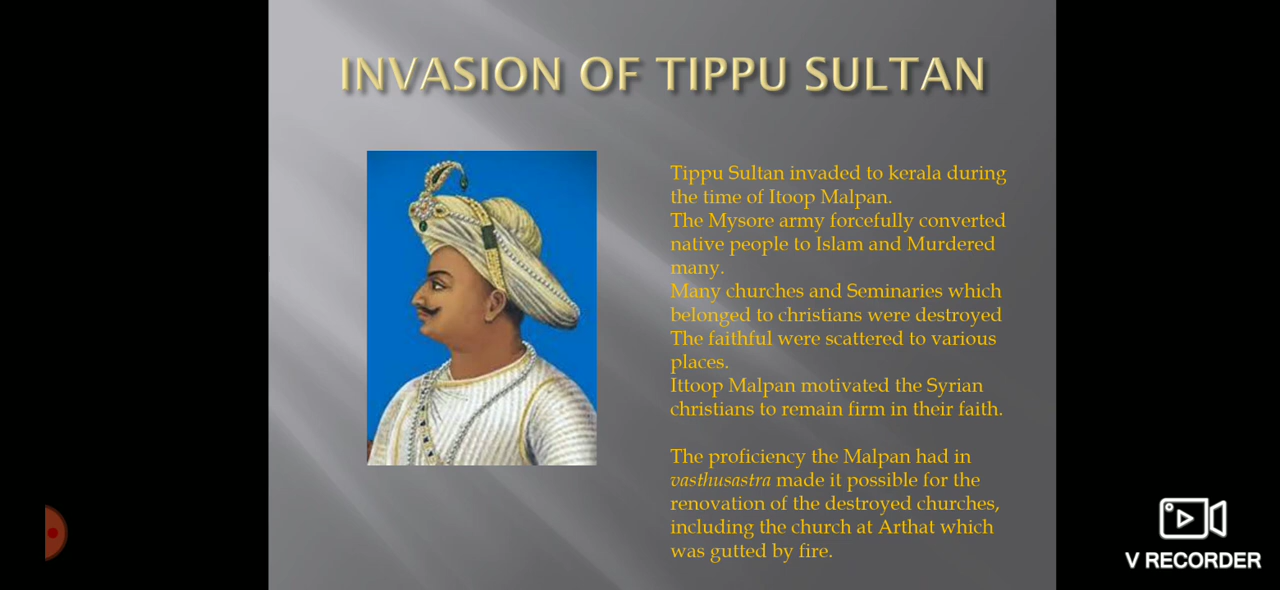 INVASION OF TIPPU SULTAN
Tippu Sultan invaded to kerala during
the time of Itoop Malpan.
The Mysore army forcefully converted
native people to Islam and Murdered
many.
Many churches and Seminaries which
belonged to christians were destroyed
The faithful were scattered to various
places.
Ittoop Malpan motivated the Syrian
christians to remain firm in their faith.
The proficiency the Malpan had in
vasthusastra made it possible for the
renovation of the destroyed churches,
including the church at Arthat which
was gutted by fire.
V RECORDER